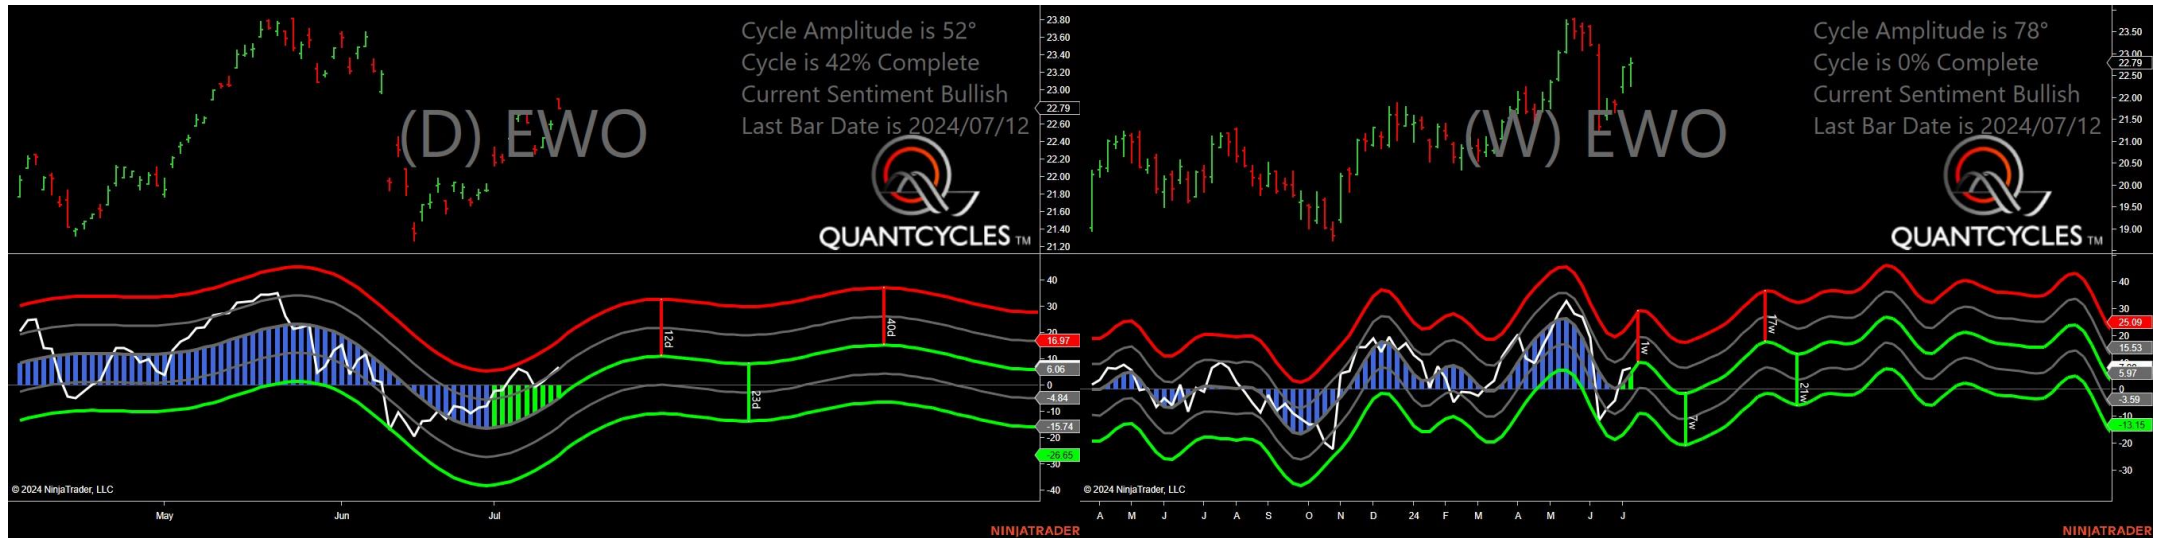 Cycle Amplitude is 52°
Cycle is 42% Complete
Current Sentiment Bullish
Last Bar Date is 2024/07/12
(D) EWO
QUANTCYCLES TM
23.80
23.60
23.40
23.20
23.00
22.79
22.60
22.40
22.20
22.00
21.80
21.60
21.40
21.20
40
30
20
16.97
10
6.06
0
-4.84
-10
-15.74
-20
-26.65
-30
-40
12d
23d
40d
© 2024 NinjaTrader, LLC
May Jun Jul
NINJATRADER
Cycle Amplitude is 78°
Cycle is 0% Complete
Current Sentiment Bullish
Last Bar Date is 2024/07/12
(W) EWO
QUANTCYCLES TM
23.50
23.00
22.79
22.50
22.00
21.50
21.00
20.50
20.00
19.50
19.00
40
30
25.09
20
15.53
5.97
0
-3.59
-10
-13.15
-20
-30
1w
7w
17w
21w
© 2024 NinjaTrader, LLC
A M J J A S O N D 24 F M A M J J
NINJATRADER